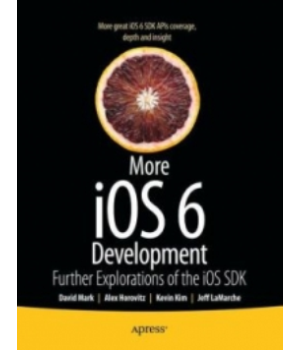 More great iOS 6 SDK APIs coverage,
depth and insight
More
iOS 6
Development
Further Explorations of the iOS SDK
David Mark | Alex Horovitz | Kevin Kim | Jeff LaMarche
Apress®